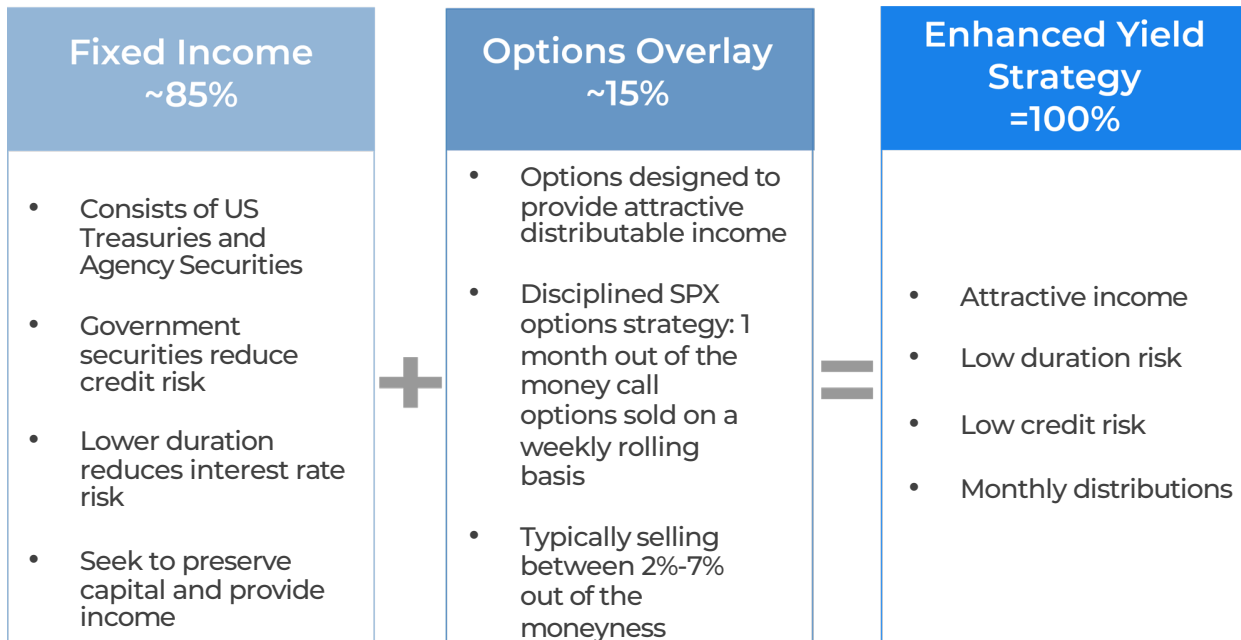 Fixed Income
~85%
• Consists of US
Treasuries and
Agency Securities
• Government
securities reduce
credit risk
• Lower duration
reduces interest rate
risk
• Seek to preserve
capital and provide
income
+
Options Overlay
~15%
• Options designed to
provide attractive
distributable income
• Disciplined SPX
options strategy: 1
month out of the
money call
options sold on a
weekly rolling
basis
• Typically selling
between 2%-7%
out of the
moneyness
=
Enhanced Yield
Strategy
=100%
• Attractive income
• Low duration risk
• Low credit risk
• Monthly distributions